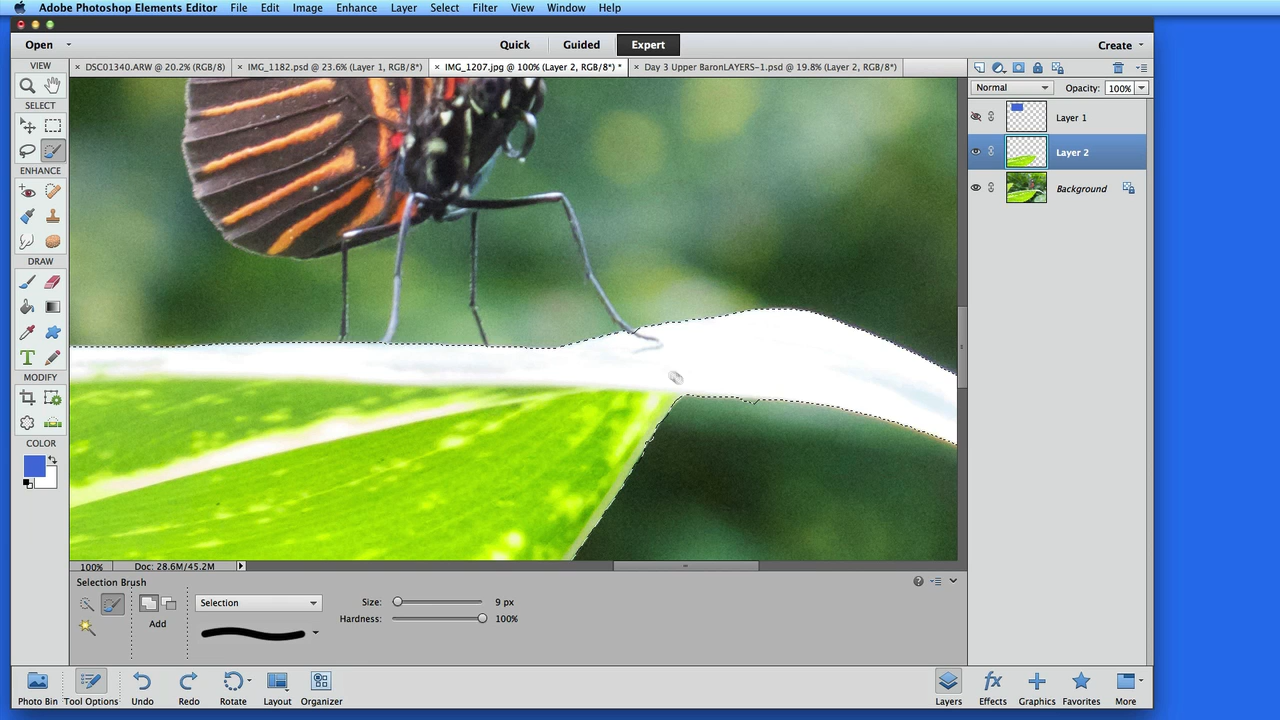 Adobe Photoshop Elements Editor File Edit Image Enhance Layer Select Filter View Window Help
Open Quick Guided Expert Create
VIEW × DSC01340.ARW @ 20.2% (RGB/8) × IMG_1182.psd @ 23.6% (Layer 1, RGB/8*) × IMG_1207.jpg @ 100% (Layer 2, RGB/8*) * × Day 3 Upper BaronLAYERS-1.psd @ 19.8% (Layer 2, RGB/8*)
Normal Opacity: 100%
SELECT
Layer 1
Layer 2
ENHANCE
Background
DRAW
T
MODIFY
COLOR
100% Doc: 28.6M/45.2M
Selection Brush
Selection Size: 9 px
Add Hardness: 100%
Photo Bin Tool Options Undo Redo Rotate Layout Organizer Layers Effects Graphics Favorites More